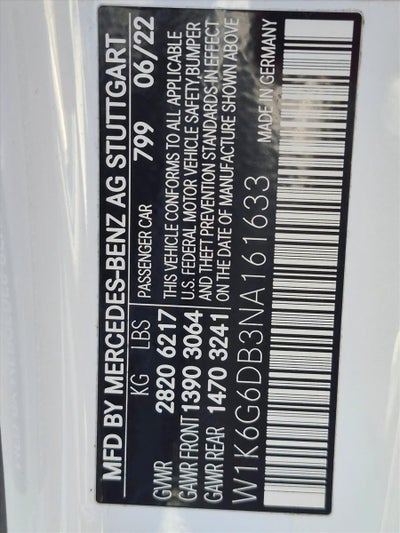 MFD BY MERCEDES-BENZ AG STUTTGART
KG LBS PASSENGER CAR 799 06/22
GVWR 2820 6217 THIS VEHICLE CONFORMS TO ALL APPLICABLE
U.S. FEDERAL MOTOR VEHICLE SAFETY,BUMPER
GAWR FRONT 1390 3064 AND THEFT PREVENTION STANDARDS IN EFFECT
GAWR REAR 1470 3241 ON THE DATE OF MANUFACTURE SHOWN ABOVE
W1K6G6DB3NA161633 MADE IN GERMANY